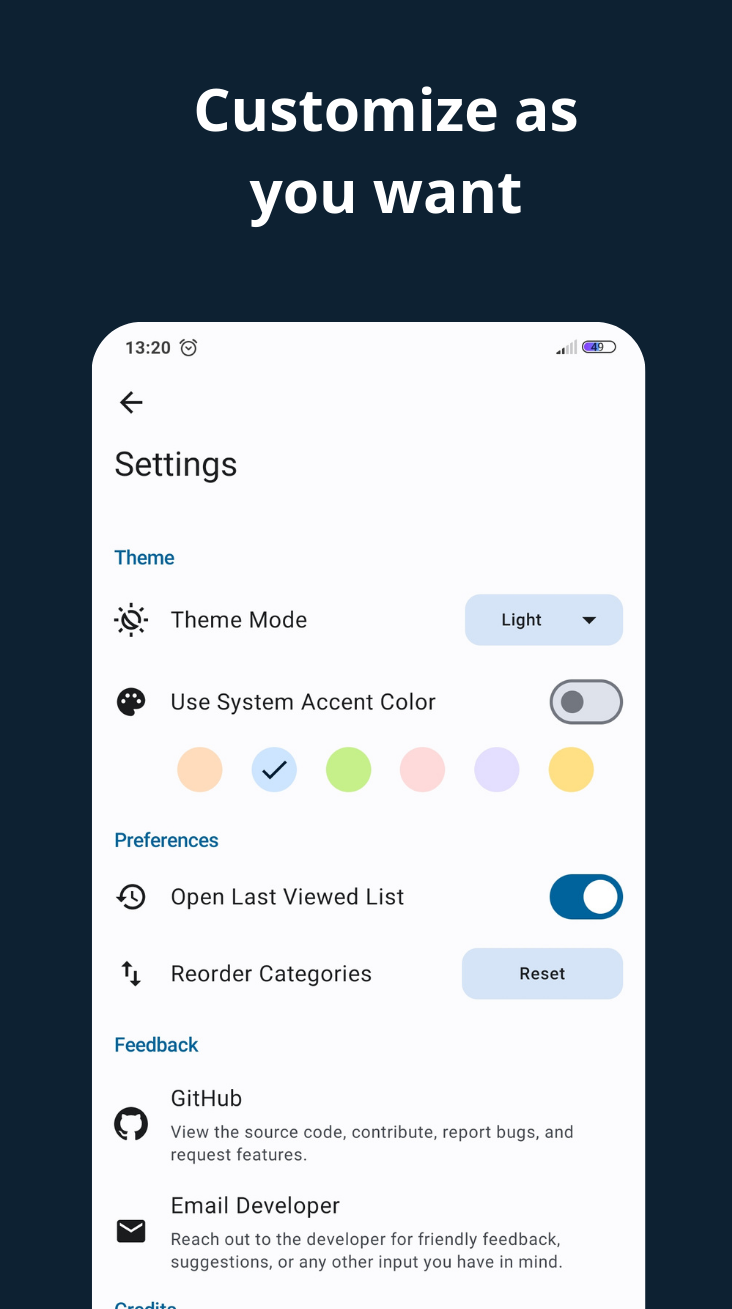 Customize as
you want
13:20
49
Settings
Theme
Theme Mode
Light
Use System Accent Color
Preferences
Open Last Viewed List
Reorder Categories
Reset
Feedback
GitHub
View the source code, contribute, report bugs, and
request features.
Email Developer
Reach out to the developer for friendly feedback,
suggestions, or any other input you have in mind.
Credits